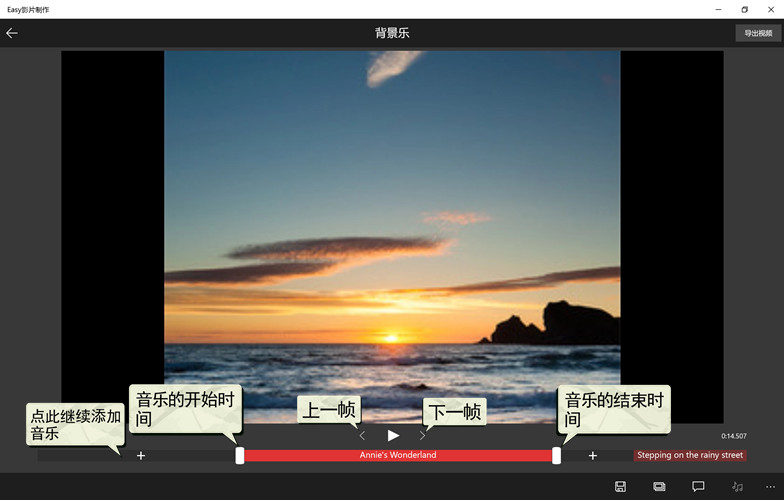 Easy影片制作
背景乐
导出视频
点此继续添加
音乐
音乐的开始时
间
上一帧
下一帧
音乐的结束时
间
0:14.507
Annie's Wonderland
Stepping on the rainy street